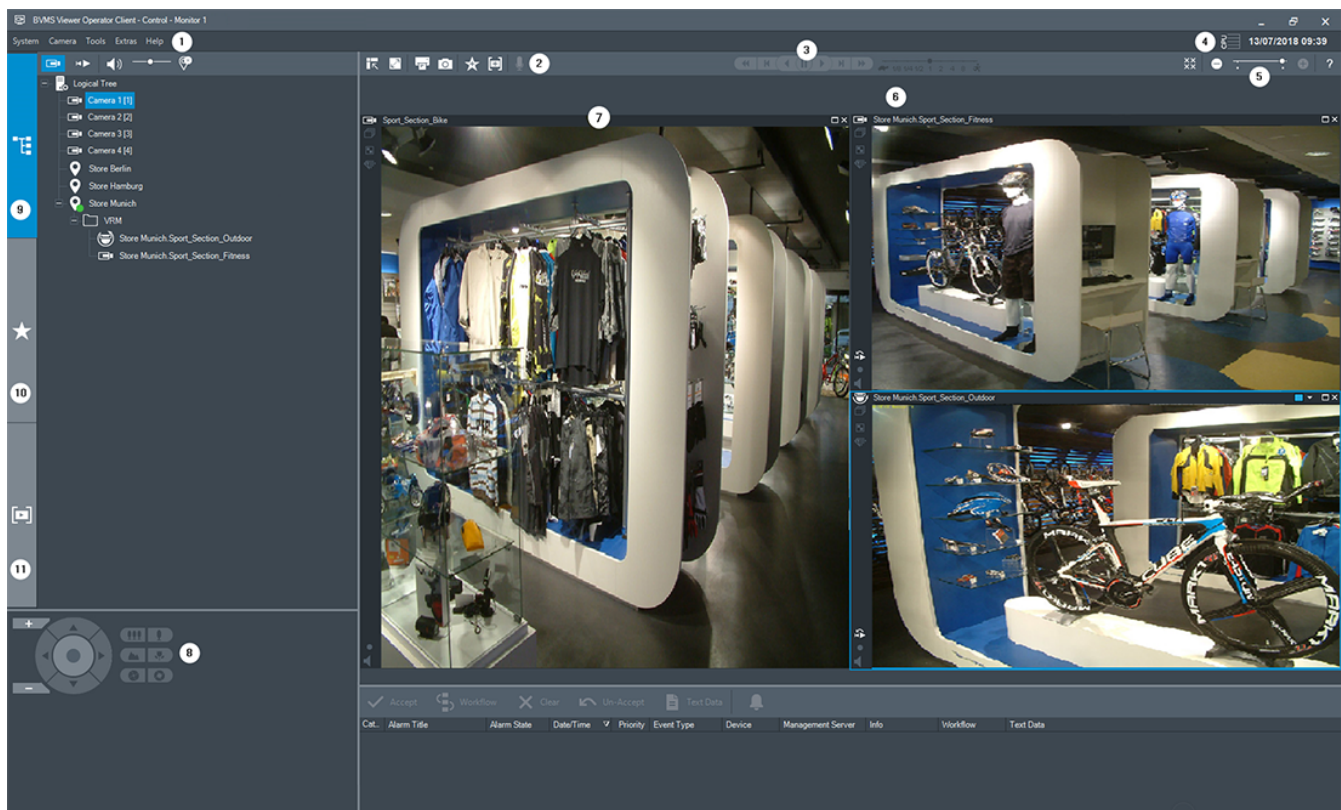 BVMS Viewer Operator Client - Control - Monitor 1
System Camera Tools Extras Help 1
4 13/07/2018 09:39
2
3
5 ?
Logical Tree
Camera 1 [1]
Camera 2 [2]
Camera 3 [3]
Camera 4 [4]
Store Berlin
Store Hamburg
Store Munich
VRM
Store Munich.Sport_Section_Outdoor
Store Munich.Sport_Section_Fitness
9
10
11
6
Sport_Section_Bike 7
Store Munich.Sport_Section_Fitness
Store Munich.Sport_Section_Outdoor
CUBE
8
Accept Workflow Clear Un-Accept Text Data
Cat.. Alarm Title Alarm State Date/Time Priority Event Type Device Management Server Info Workflow Text Data